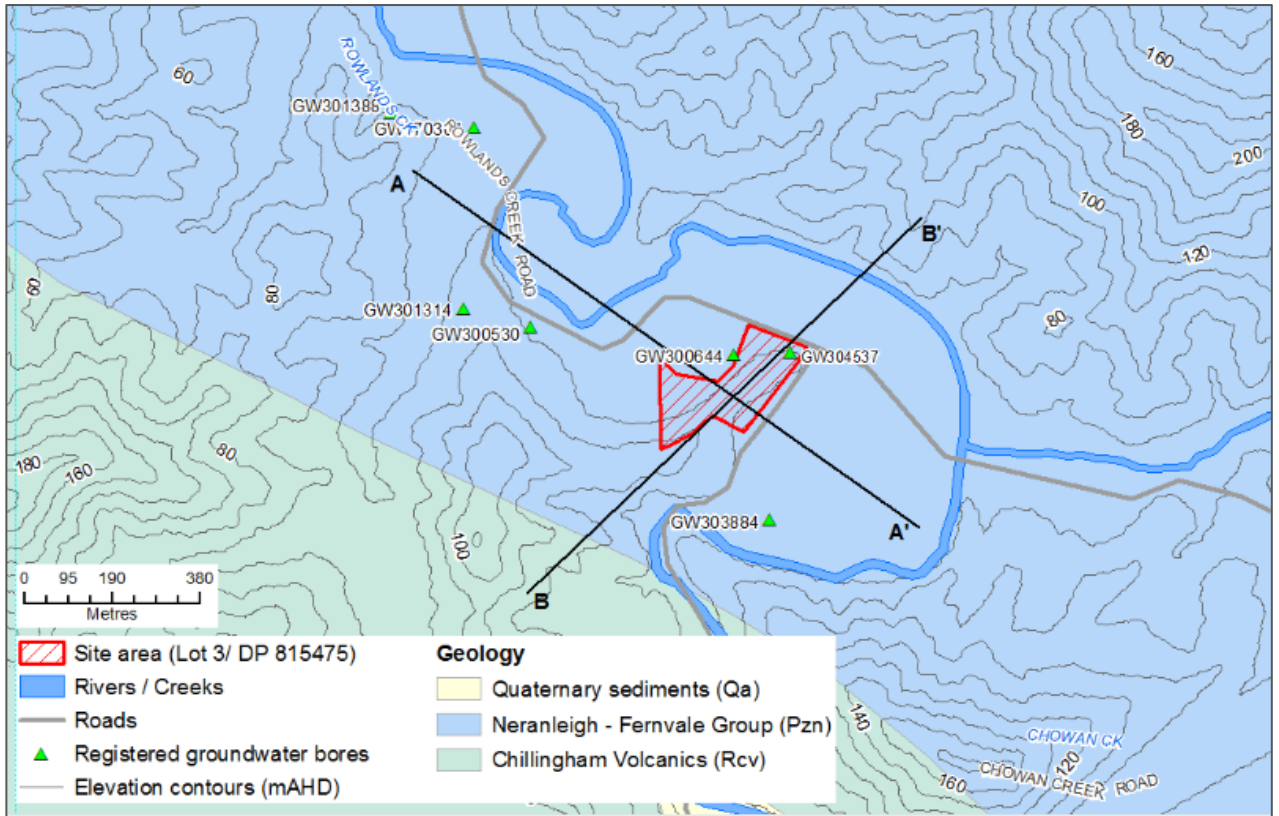 160
60
ROWLANDS CK
GW301388
180
200
ROWLANDS CREEK ROAD
A
100
B'
120
60
80
GW301314
GW300530
80
GW300644
GW304537
80
180
160
100
GW303884
A'
0 95 190 380
Metres
B
Site area (Lot 3/ DP 815475)
Rivers / Creeks
Roads
Registered groundwater bores
Elevation contours (mAHD)
Geology
Quaternary sediments (Qa)
Neranleigh - Fernvale Group (Pzn)
Chillingham Volcanics (Rcv)
140
CHOWAN CK
120
CHOWAN CREEK ROAD
160